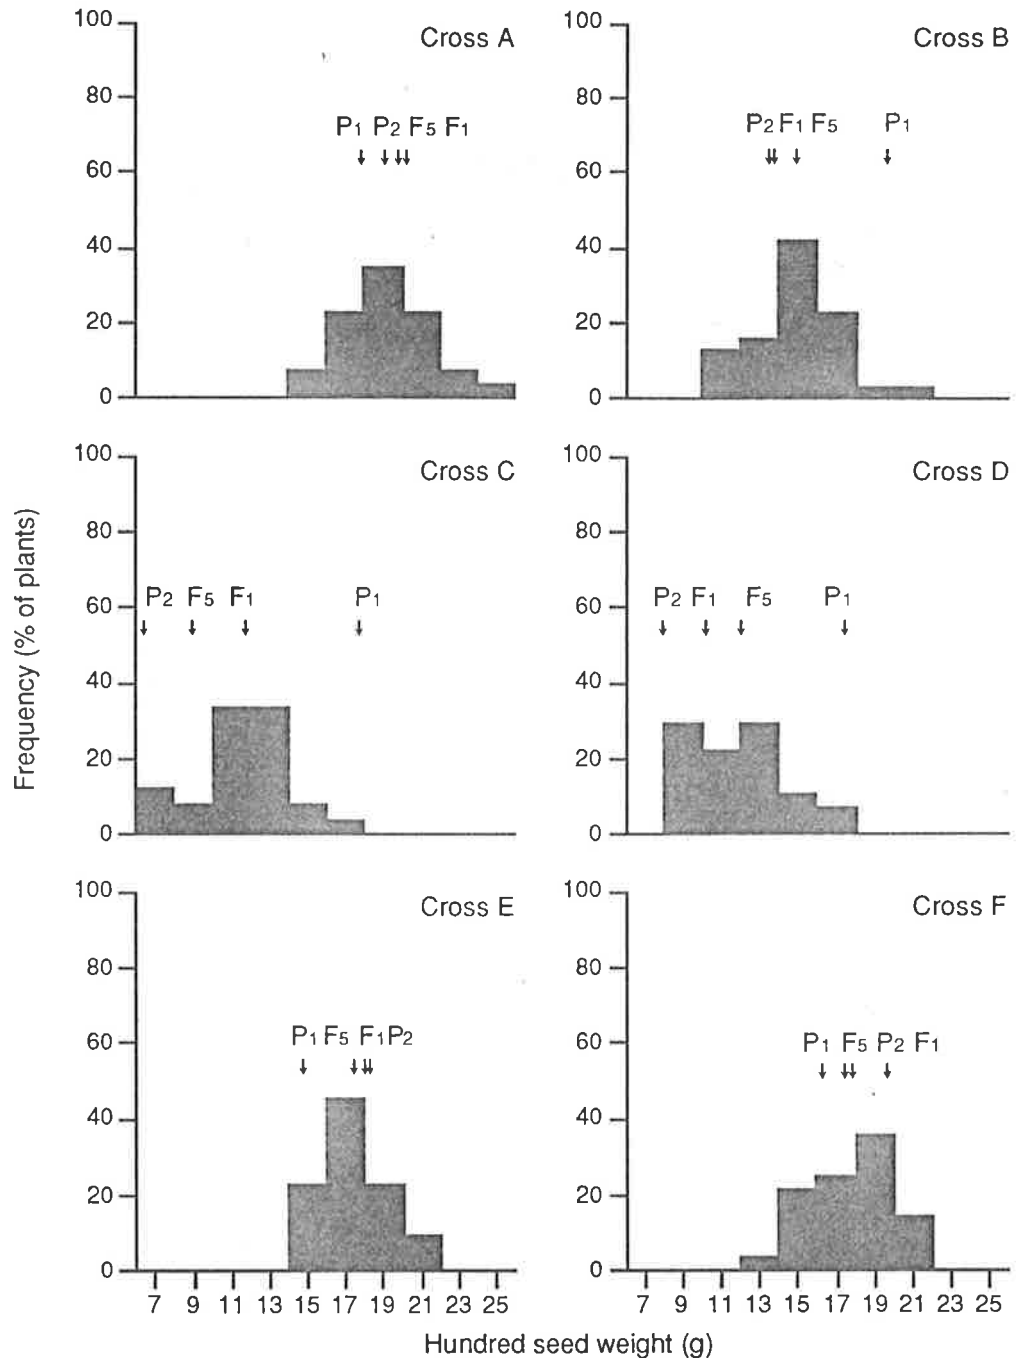 Cross A
100
80
60
40
20
0
P1 P2 F5 F1
Cross B
100
80
60
40
20
0
P2 F1 F5 P1
Cross C
100
80
60
40
20
0
P2 F5 F1 P1
Cross D
100
80
60
40
20
0
P2 F1 F5 P1
Cross E
100
80
60
40
20
0
P1 F5 F1 P2
7 9 11 13 15 17 19 21 23 25
Cross F
100
80
60
40
20
0
P1 F5 P2 F1
7 9 11 13 15 17 19 21 23 25
Frequency (% of plants)
Hundred seed weight (g)